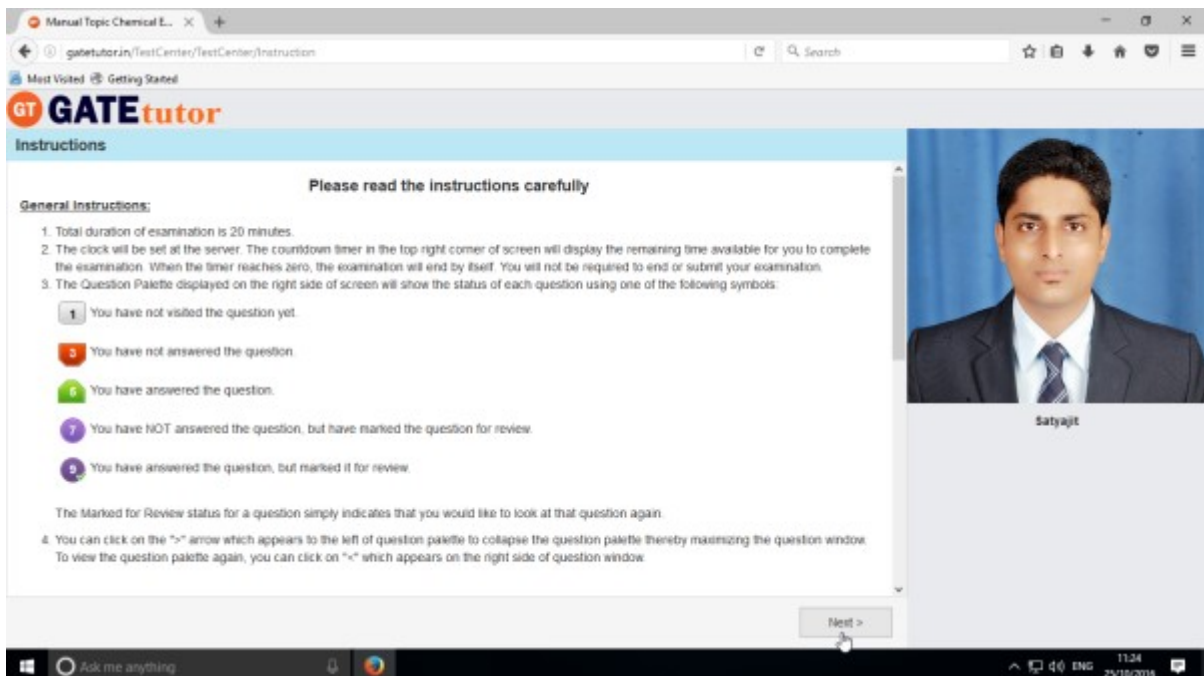 Manual Topic Chemical E...
gatetutor.in/TestCenter/TestCenter/Instruction
Search
Most Visited Getting Started
GT GATEtutor
Instructions
Please read the instructions carefully
General Instructions:
1. Total duration of examination is 20 minutes.
2. The clock will be set at the server. The countdown timer in the top right corner of screen will display the remaining time available for you to complete
the examination. When the timer reaches zero, the examination will end by itself. You will not be required to end or submit your examination.
3. The Question Palette displayed on the right side of screen will show the status of each question using one of the following symbols:
1 You have not visited the question yet.
3 You have not answered the question.
5 You have answered the question.
7 You have NOT answered the question, but have marked the question for review.
9 You have answered the question, but marked it for review.
Satyajit
The Marked for Review status for a question simply indicates that you would like to look at that question again.
4. You can click on the ">" arrow which appears to the left of question palette to collapse the question palette thereby maximizing the question window.
To view the question palette again, you can click on "<" which appears on the right side of question window.
Next >
Ask me anything
ENG
11:24
25/10/2016